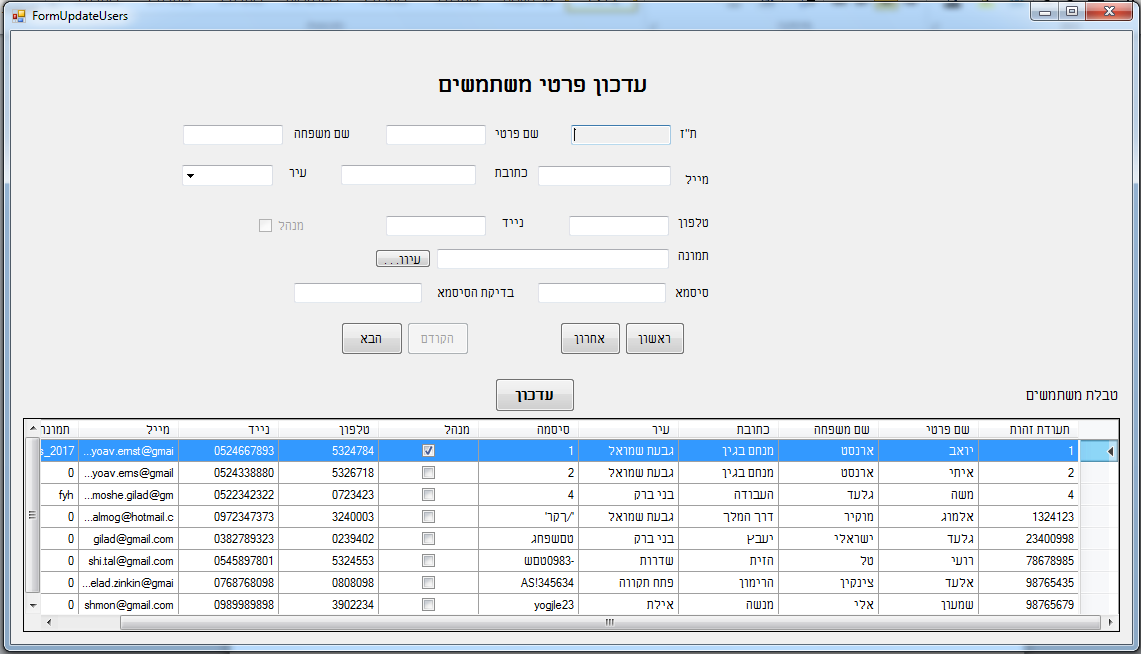 FormUpdateUsers
עדכון פרטי משתמשים
ת"ז שם פרטי שם משפחה
מייל כתובת עיר
טלפון נייד מנהל
תמונה עיון...
סיסמא בדיקת הסיסמא
ראשון אחרון הקודם הבא
עדכון
טבלת משתמשים
תעודת זהות שם פרטי שם משפחה כתובת עיר סיסמה מנהל טלפון נייד מייל תמונר
1 יואב ארנסט מנחם בגין גבעת שמואל 1 5324784 0524667893 yoav.ernst@gmai... s_2017
2 איתי ארנסט מנחם בגין גבעת שמואל 2 5326718 0524338880 yoav.erns@gmail... 0
4 משה גלעד העבודה בני ברק 4 0723423 0522342322 moshe.gilad@gm... fyh
1324123 אלמוג מוקיר דרך המלך גבעת שמואל 3240003 0972347373 almog@hotmail.c... 0
23400998 גלעד ישראלי יעבץ בני ברק טםשפחג 0239402 0382789323 gilad@gmail.com 0
78678985 רועי טל הזית שדרות 5324553 0545897801 shi.tal@gmail.com 0
98765435 אלעד צינקין הרימון פתח תקווה AS!345634 0808098 0768768098 elad.zinkin@gmai... 0
98765679 שמעון אלי מנשה אילת yogjle23 3902234 0989989898 shmon@gmail.com 0